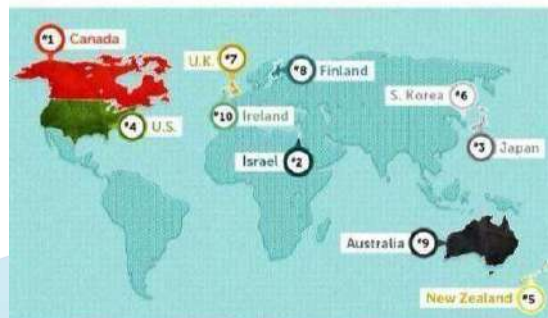 #1 Canada
U.K. #7
#8 Finland
S. Korea #6
#10 Ireland
#4 U.S.
Israel #2
#3 Japan
Australia #9
New Zealand #5